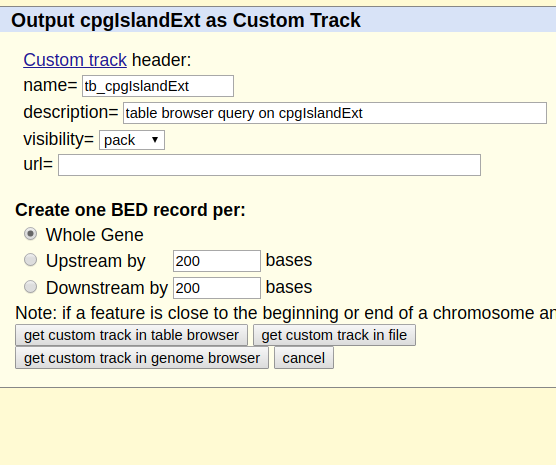 Output cpgIslandExt as Custom Track
Custom track header:
name= tb_cpgIslandExt
description= table browser query on cpgIslandExt
visibility= pack
url=
Create one BED record per:
Whole Gene
Upstream by 200 bases
Downstream by 200 bases
Note: if a feature is close to the beginning or end of a chromosome
get custom track in table browser get custom track in file
get custom track in genome browser cancel